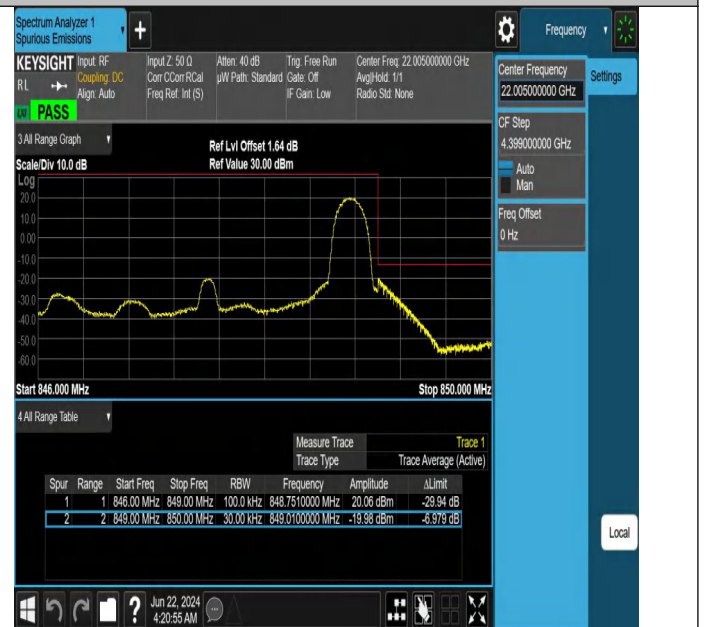 Spectrum Analyzer 1
Spurious Emissions
Frequency
KEYSIGHT
RL
Input: RF
Coupling: DC
Align: Auto
Input Z: 50 Ω
Corr CCorr RCal
Freq Ref: Int (S)
Atten: 40 dB
µW Path: Standard
Trig: Free Run
Gate: Off
IF Gain: Low
Center Freq: 22.005000000 GHz
Avg|Hold: 1/1
Radio Std: None
PASS
Center Frequency
22.005000000 GHz
Settings
CF Step
4.399000000 GHz
Auto
Man
Freq Offset
0 Hz
3 All Range Graph
Ref Lvl Offset 1.64 dB
Scale/Div 10.0 dB
Ref Value 30.00 dBm
Log
20.0
10.0
0.00
-10.0
-20.0
-30.0
-40.0
-50.0
-60.0
Start 846.000 MHz
Stop 850.000 MHz
4 All Range Table
Measure Trace Trace 1
Trace Type Trace Average (Active)
Spur Range Start Freq Stop Freq RBW Frequency Amplitude ΔLimit
1 1 846.00 MHz 849.00 MHz 100.0 kHz 848.7510000 MHz 20.06 dBm -29.94 dB
2 2 849.00 MHz 850.00 MHz 30.00 kHz 849.0100000 MHz -19.98 dBm -6.979 dB
Local
Jun 22, 2024
4:20:55 AM